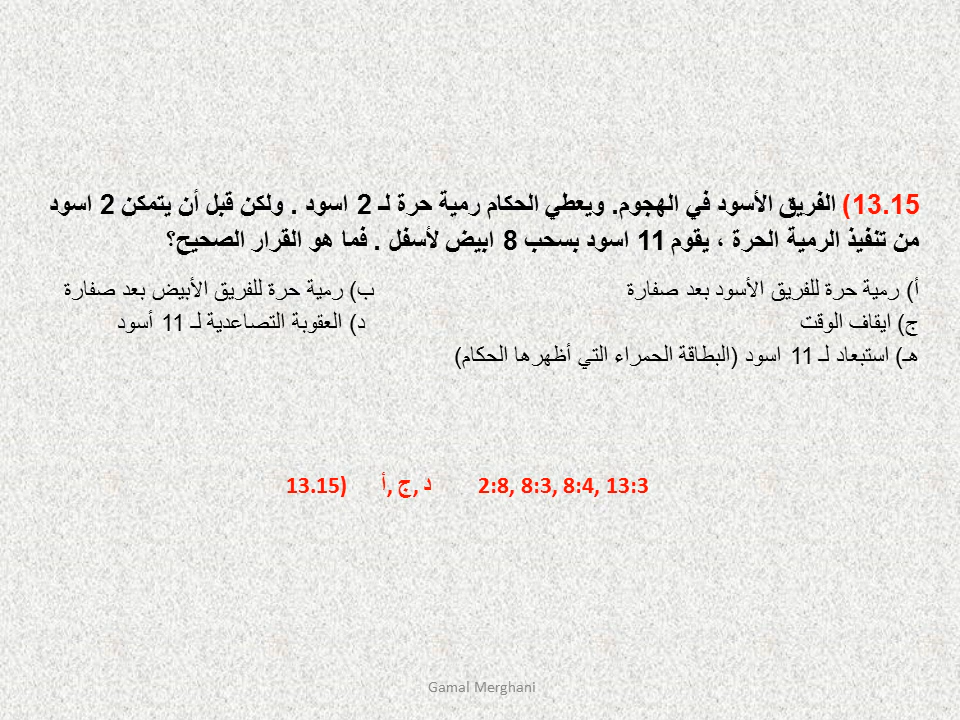 13.15) الفريق الأسود في الهجوم. ويعطي الحكام رمية حرة لـ 2 اسود . ولكن قبل أن يتمكن 2 اسود
من تنفيذ الرمية الحرة ، يقوم 11 اسود بسحب 8 ابيض لأسفل . فما هو القرار الصحيح؟
أ) رمية حرة للفريق الأسود بعد صفارة ب) رمية حرة للفريق الأبيض بعد صفارة
ج) ايقاف الوقت د) العقوبة التصاعدية لـ 11 أسود
هـ) استبعاد لـ 11 اسود (البطاقة الحمراء التي أظهرها الحكام)
13.15) أ, ج, د 2:8, 8:3, 8:4, 13:3
Gamal Merghani